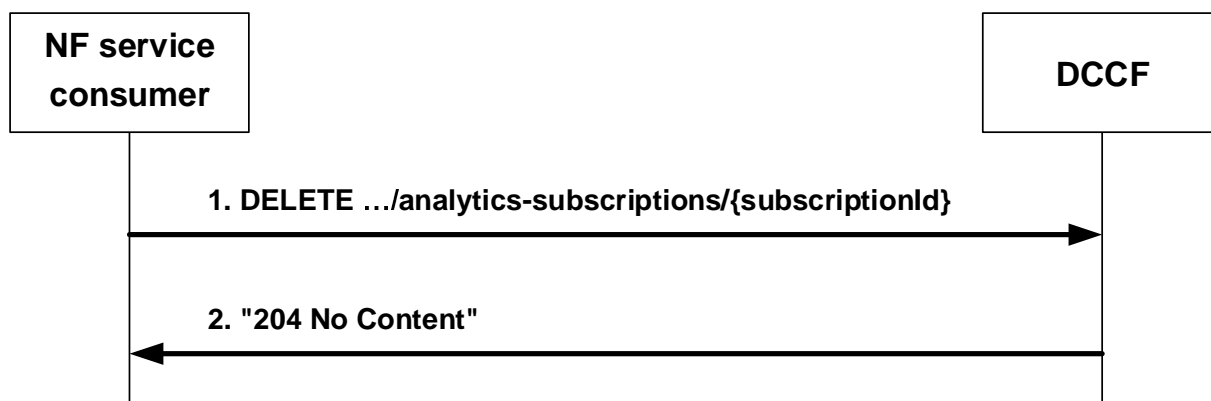 NF service
consumer
DCCF
1. DELETE …/analytics-subscriptions/{subscriptionId}
2. "204 No Content"